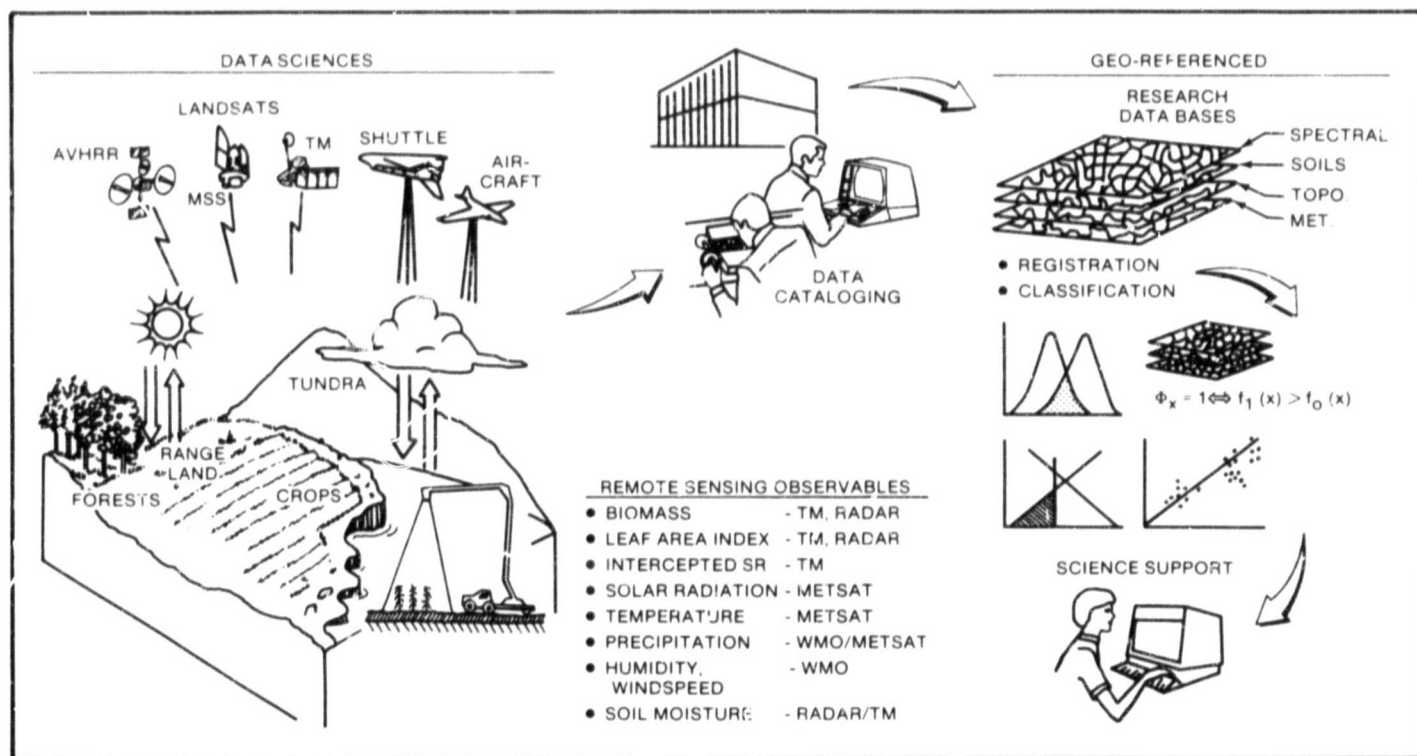 DATA SCIENCES
LANDSATS
AVHRR
MSS
TM
SHUTTLE
AIR-
CRAFT
TUNDRA
RANGE
LAND
FORESTS
CROPS
DATA
CATALOGING
REMOTE SENSING OBSERVABLES
● BIOMASS - TM, RADAR
● LEAF AREA INDEX - TM, RADAR
● INTERCEPTED SR - TM
● SOLAR RADIATION - METSAT
● TEMPERATURE - METSAT
● PRECIPITATION - WMO/METSAT
● HUMIDITY, - WMO
WINDSPEED
● SOIL MOISTURE - RADAR/TM
GEO-REFERENCED
RESEARCH
DATA BASES
SPECTRAL
SOILS
TOPO.
MET.
● REGISTRATION
● CLASSIFICATION
Φx = 1 ⇔ f1 (x) > fo (x)
SCIENCE SUPPORT